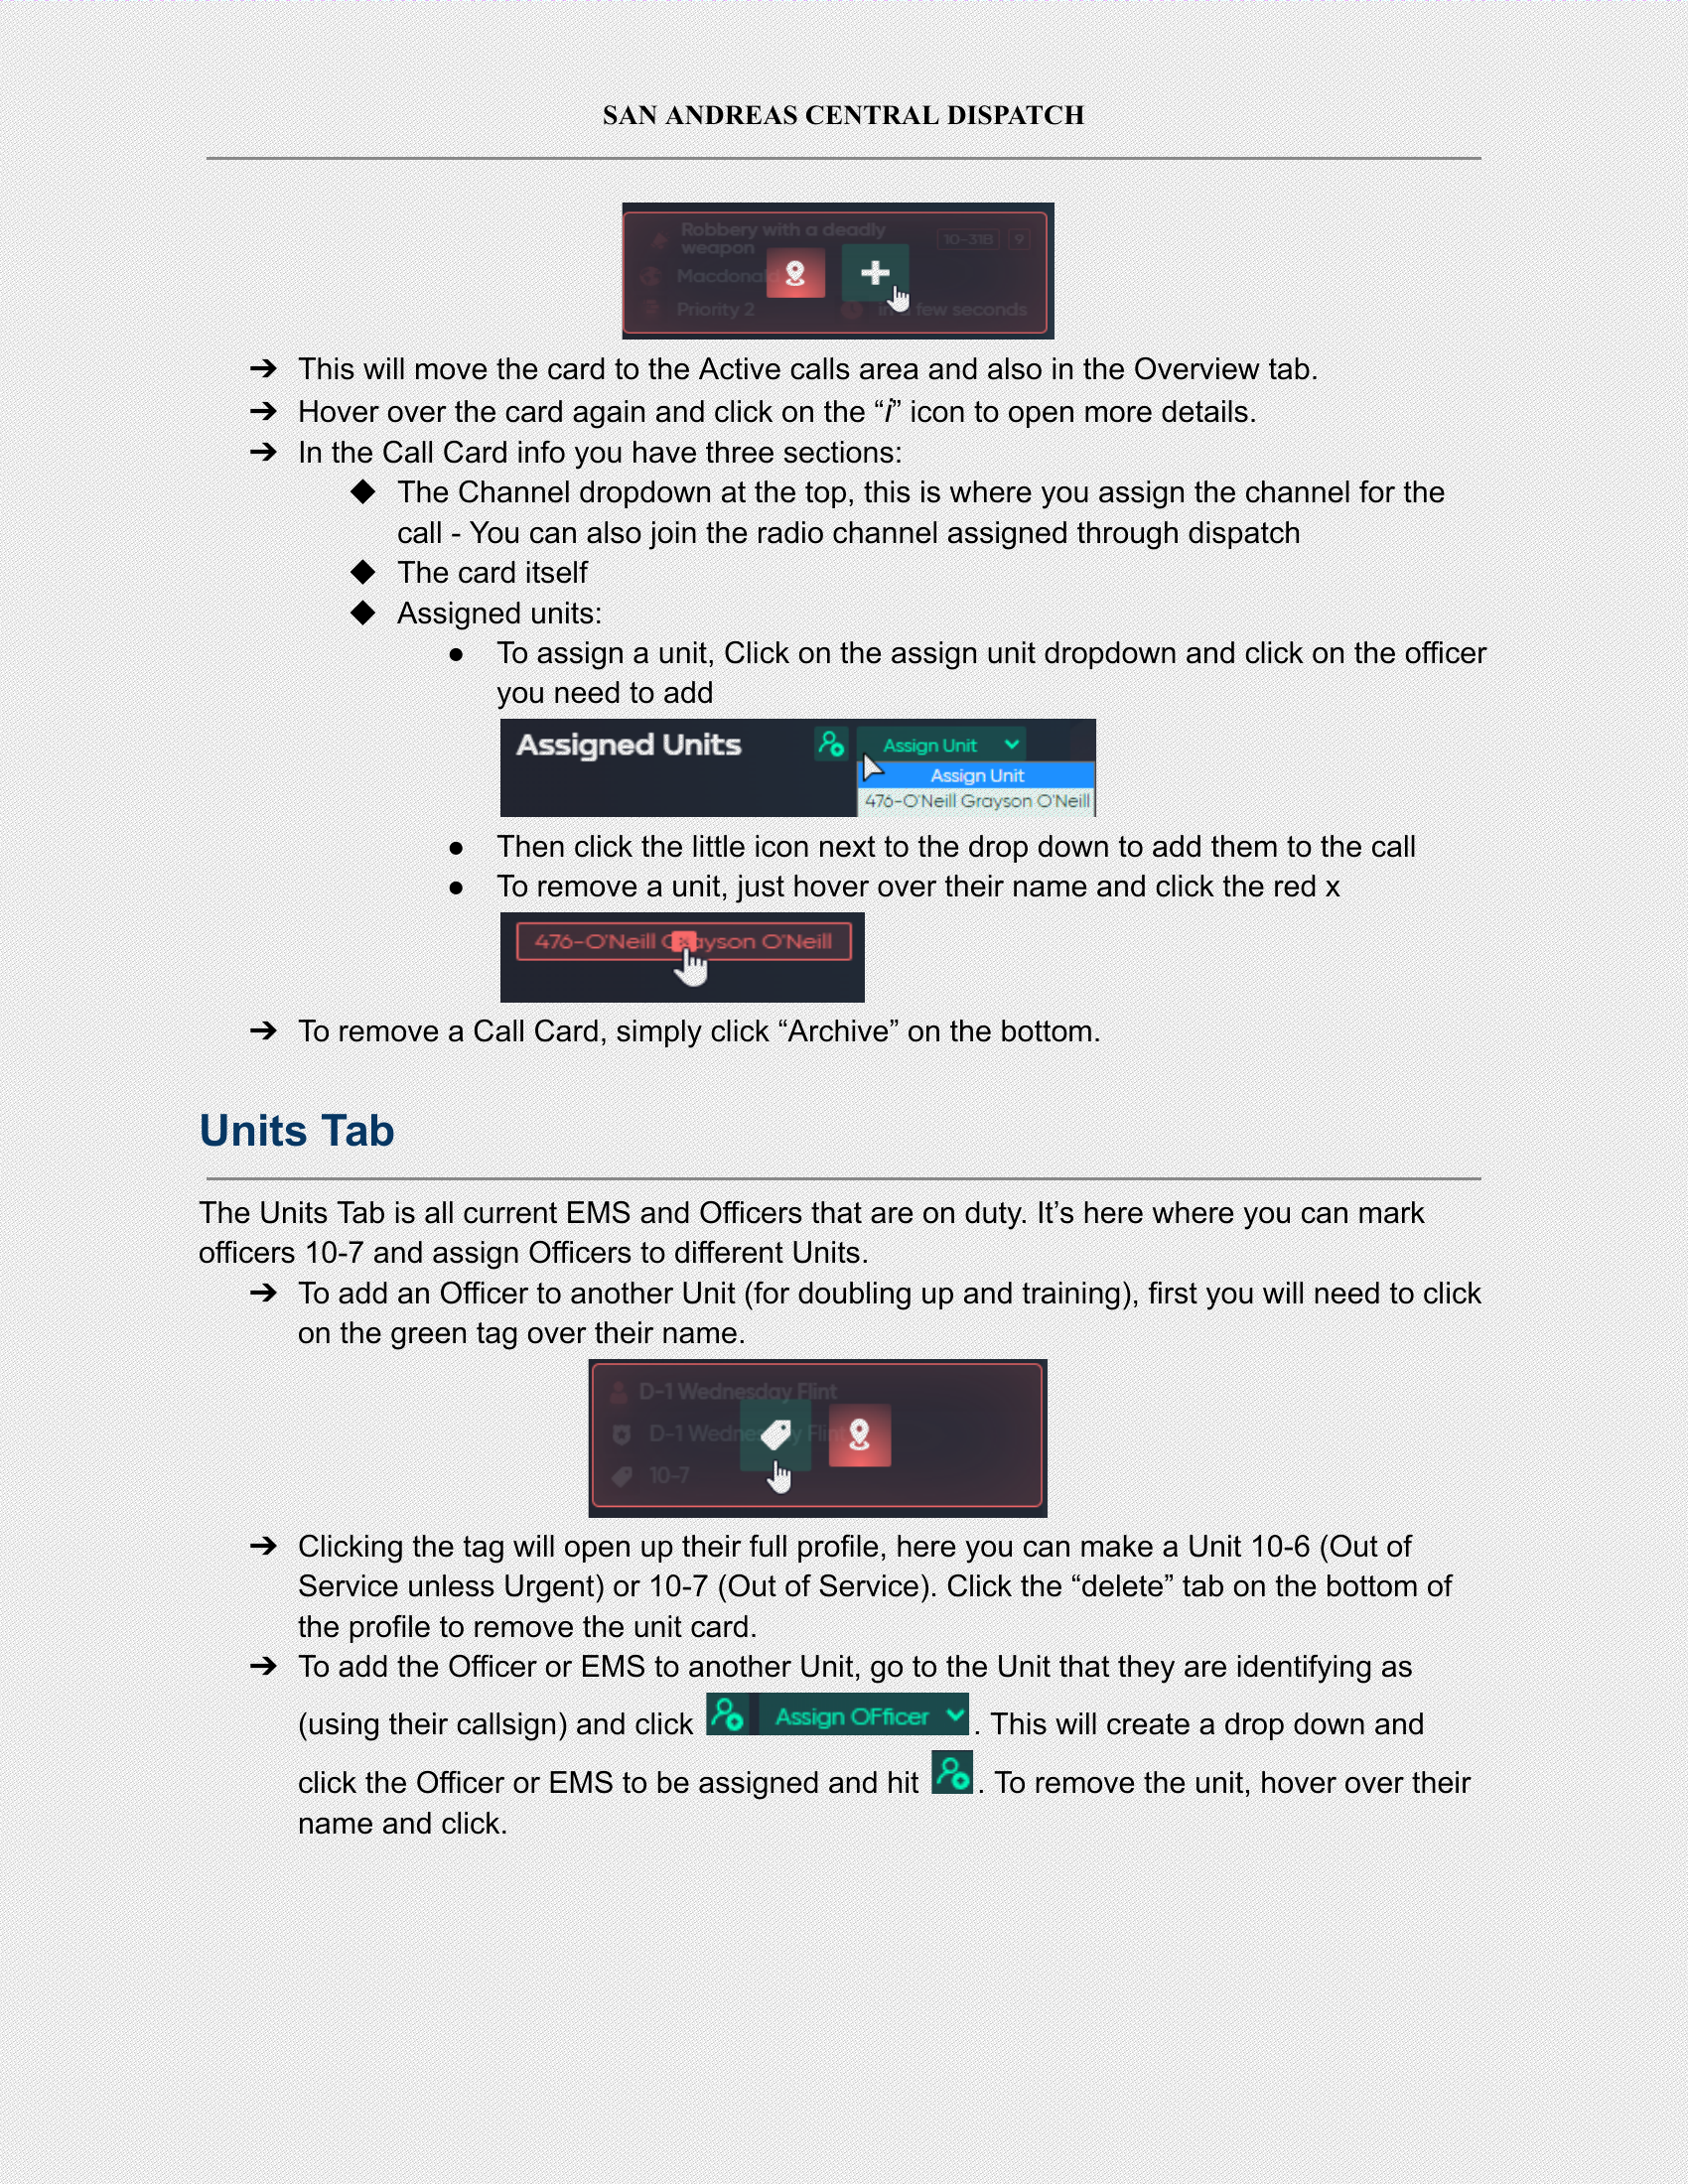 SAN ANDREAS CENTRAL DISPATCH
Robbery with a deadly
weapon
10-31B 9
Macdonald
Priority 2
in a few seconds
➔ This will move the card to the Active calls area and also in the Overview tab.
➔ Hover over the card again and click on the “i” icon to open more details.
➔ In the Call Card info you have three sections:
◆ The Channel dropdown at the top, this is where you assign the channel for the
call - You can also join the radio channel assigned through dispatch
◆ The card itself
◆ Assigned units:
● To assign a unit, Click on the assign unit dropdown and click on the officer
you need to add
Assigned Units Assign Unit
Assign Unit
476-O'Neill Grayson O'Neill
● Then click the little icon next to the drop down to add them to the call
● To remove a unit, just hover over their name and click the red x
476-O'Neill Grayson O'Neill
➔ To remove a Call Card, simply click “Archive” on the bottom.
Units Tab
The Units Tab is all current EMS and Officers that are on duty. It’s here where you can mark
officers 10-7 and assign Officers to different Units.
➔ To add an Officer to another Unit (for doubling up and training), first you will need to click
on the green tag over their name.
D-1 Wednesday Flint
D-1 Wednesday Flint
10-7
➔ Clicking the tag will open up their full profile, here you can make a Unit 10-6 (Out of
Service unless Urgent) or 10-7 (Out of Service). Click the “delete” tab on the bottom of
the profile to remove the unit card.
➔ To add the Officer or EMS to another Unit, go to the Unit that they are identifying as
(using their callsign) and click Assign OFficer . This will create a drop down and
click the Officer or EMS to be assigned and hit . To remove the unit, hover over their
name and click.